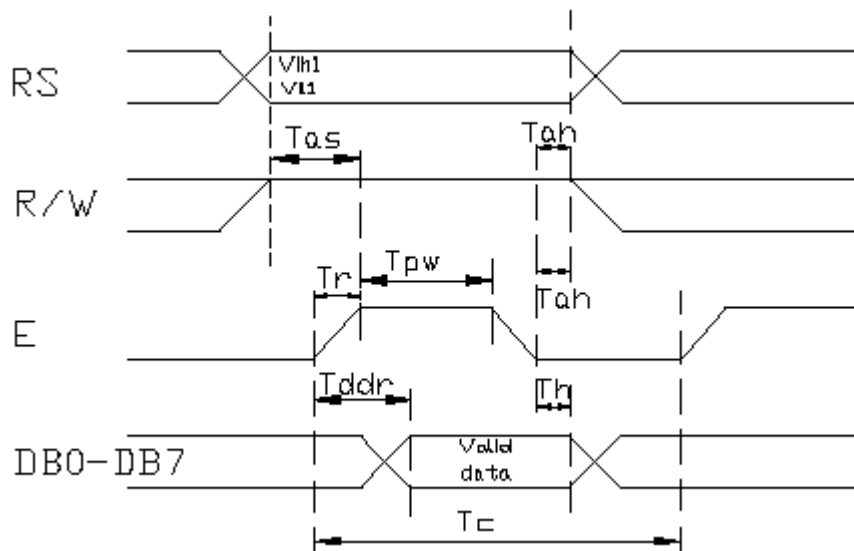 VIh1
RS
VIl1
Tas
Tah
R/W
Tpw
Tr
Tah
E
Tddr
Th
DB0-DB7
Valid
data
Tc